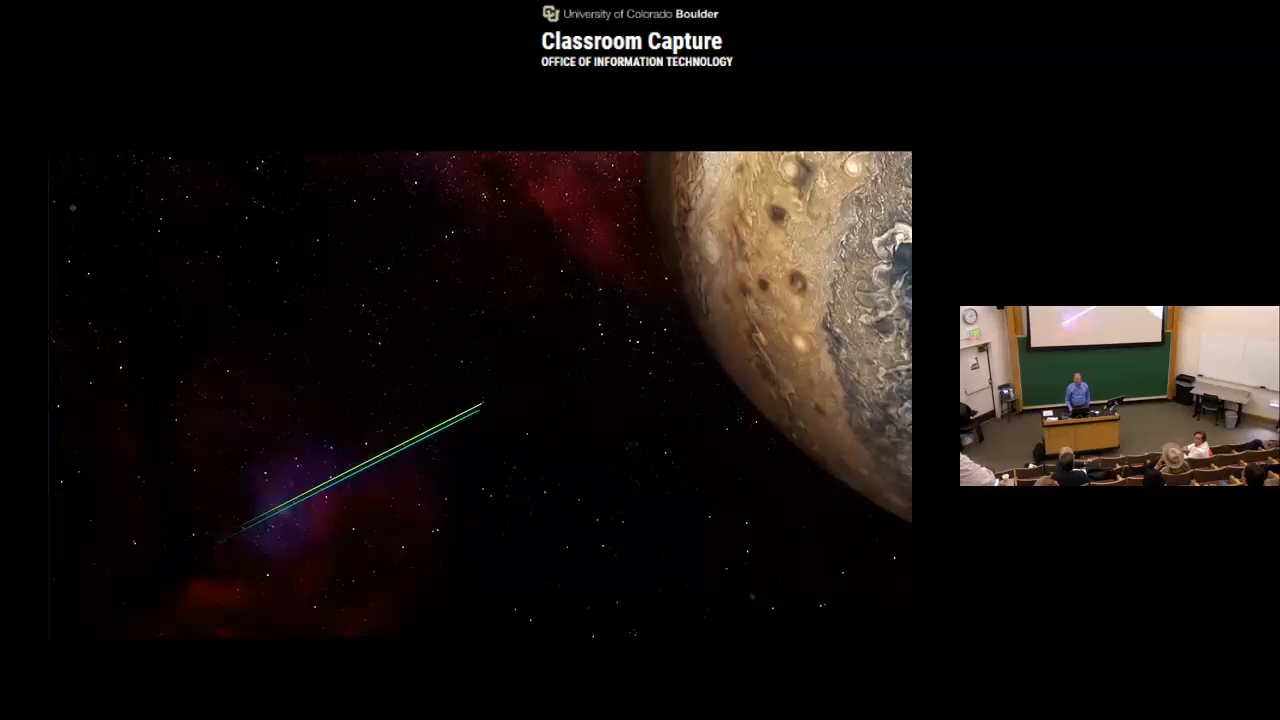 University of Colorado Boulder
Classroom Capture
OFFICE OF INFORMATION TECHNOLOGY